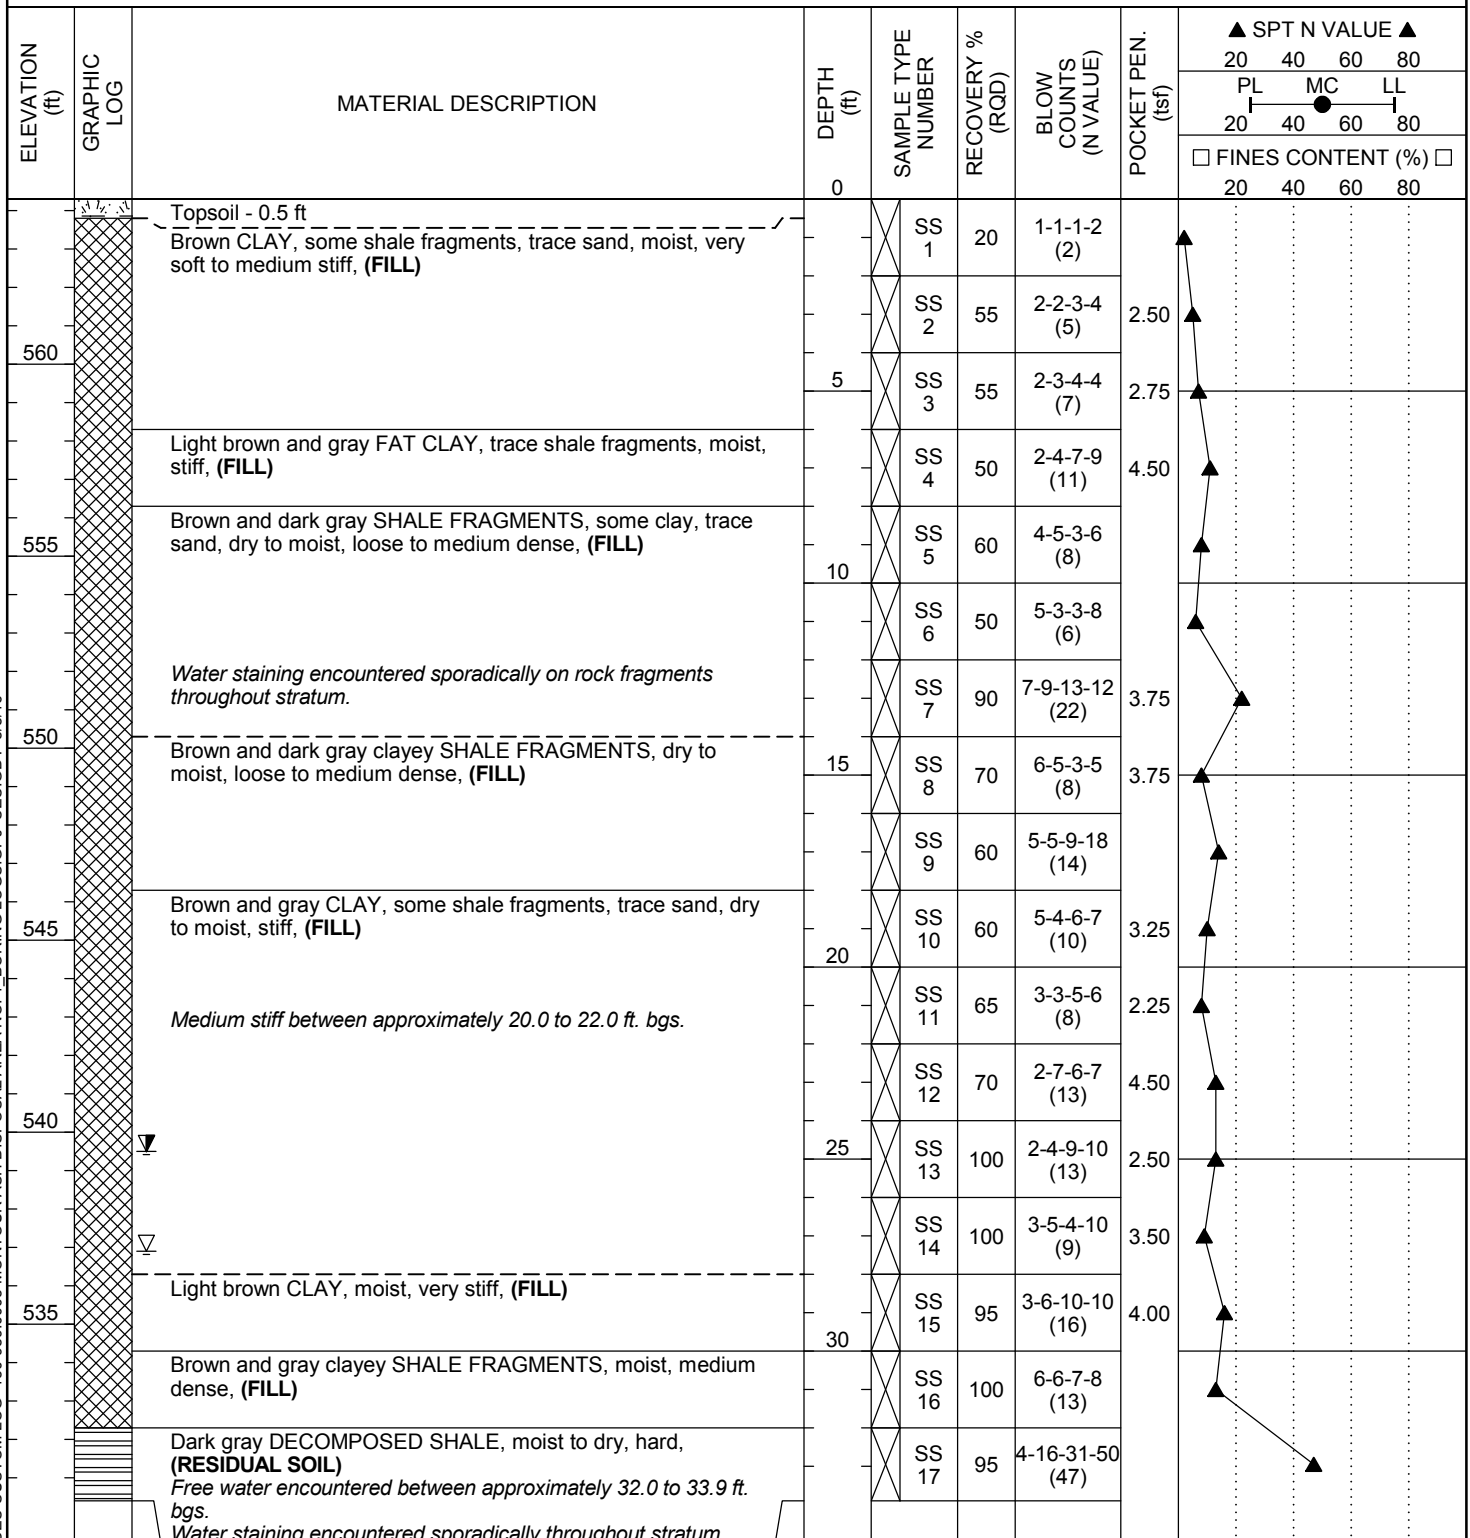 ELEVATION (ft)
GRAPHIC LOG
MATERIAL DESCRIPTION
DEPTH (ft)
SAMPLE TYPE NUMBER
RECOVERY % (RQD)
BLOW COUNTS (N VALUE)
POCKET PEN. (tsf)
▲ SPT N VALUE ▲
20 40 60 80
PL MC LL
20 40 60 80
□ FINES CONTENT (%) □
20 40 60 80
0
Topsoil - 0.5 ft
Brown CLAY, some shale fragments, trace sand, moist, very
soft to medium stiff, (FILL)
SS 1 20 1-1-1-2 (2)
SS 2 55 2-2-3-4 (5) 2.50
560
5
SS 3 55 2-3-4-4 (7) 2.75
Light brown and gray FAT CLAY, trace shale fragments, moist,
stiff, (FILL)
SS 4 50 2-4-7-9 (11) 4.50
Brown and dark gray SHALE FRAGMENTS, some clay, trace
sand, dry to moist, loose to medium dense, (FILL)
555
SS 5 60 4-5-3-6 (8)
10
SS 6 50 5-3-3-8 (6)
Water staining encountered sporadically on rock fragments
throughout stratum.
SS 7 90 7-9-13-12 (22) 3.75
550
Brown and dark gray clayey SHALE FRAGMENTS, dry to
moist, loose to medium dense, (FILL)
15
SS 8 70 6-5-3-5 (8) 3.75
SS 9 60 5-5-9-18 (14)
Brown and gray CLAY, some shale fragments, trace sand, dry
to moist, stiff, (FILL)
545
SS 10 60 5-4-6-7 (10) 3.25
20
Medium stiff between approximately 20.0 to 22.0 ft. bgs.
SS 11 65 3-3-5-6 (8) 2.25
SS 12 70 2-7-6-7 (13) 4.50
540
25
SS 13 100 2-4-9-10 (13) 2.50
SS 14 100 3-5-4-10 (9) 3.50
Light brown CLAY, moist, very stiff, (FILL)
535
SS 15 95 3-6-10-10 (16) 4.00
30
Brown and gray clayey SHALE FRAGMENTS, moist, medium
dense, (FILL)
SS 16 100 6-6-7-8 (13)
Dark gray DECOMPOSED SHALE, moist to dry, hard,
(RESIDUAL SOIL)
SS 17 95 4-16-31-50 (47)
Free water encountered between approximately 32.0 to 33.9 ft.
bgs.
Water staining encountered sporadically throughout stratum